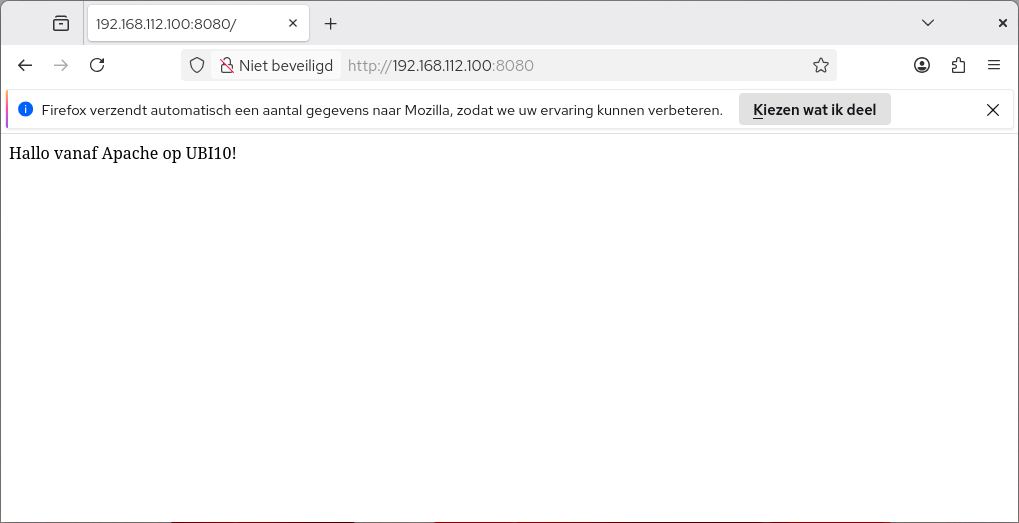 192.168.112.100:8080/
Niet beveiligd http://192.168.112.100:8080
Firefox verzendt automatisch een aantal gegevens naar Mozilla, zodat we uw ervaring kunnen verbeteren. Kiezen wat ik deel
Hallo vanaf Apache op UBI10!